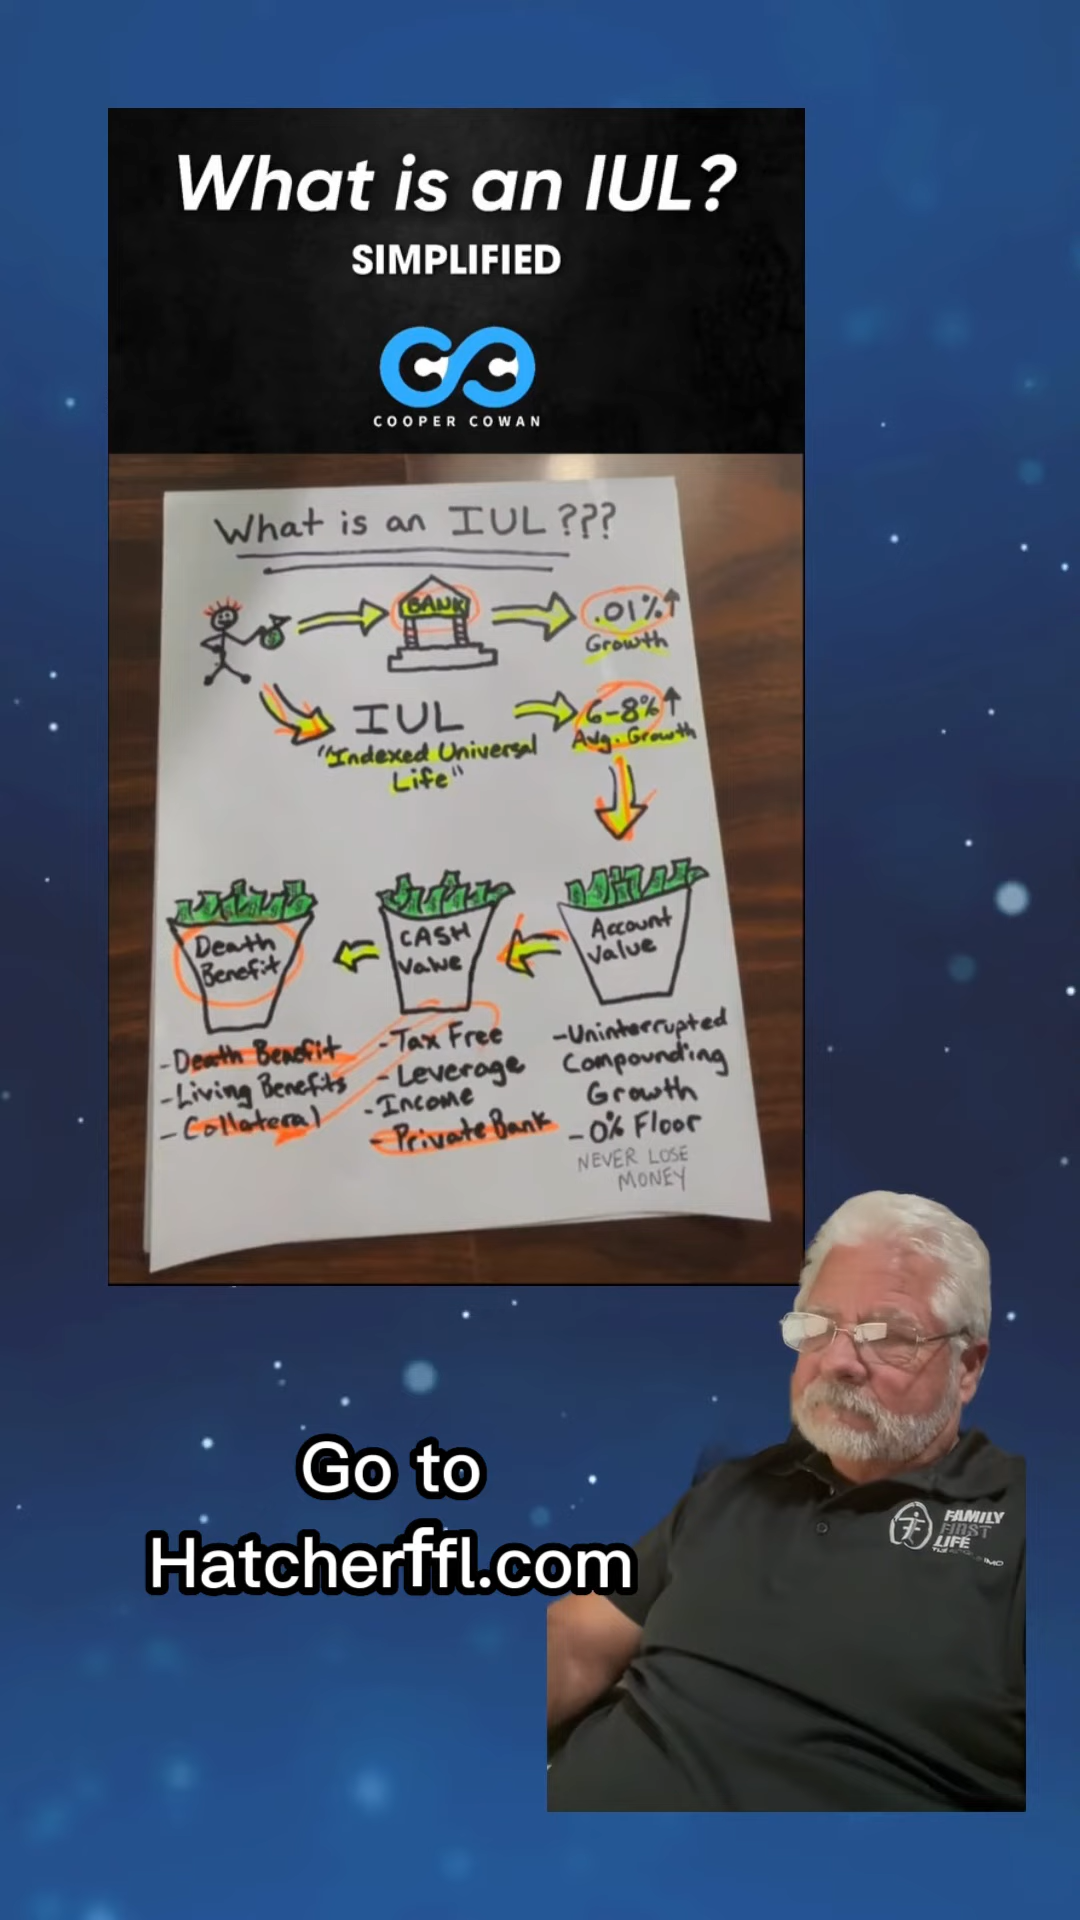 What is an IUL?
SIMPLIFIED
COOPER COWAN
What is an IUL???
BANK
.01%
Growth
IUL
"Indexed Universal
Life"
6-8%
Avg. Growth
Death
Benefit
CASH
Value
Account
Value
-Death Benefit
-Living Benefits
-Collateral
-Tax Free
-Leverage
-Income
-Private Bank
-Uninterrupted
Compounding
Growth
-0% Floor
NEVER LOSE
MONEY
Go to
Hatcherffl.com
FAMILY
FIRST
LIFE
IMO